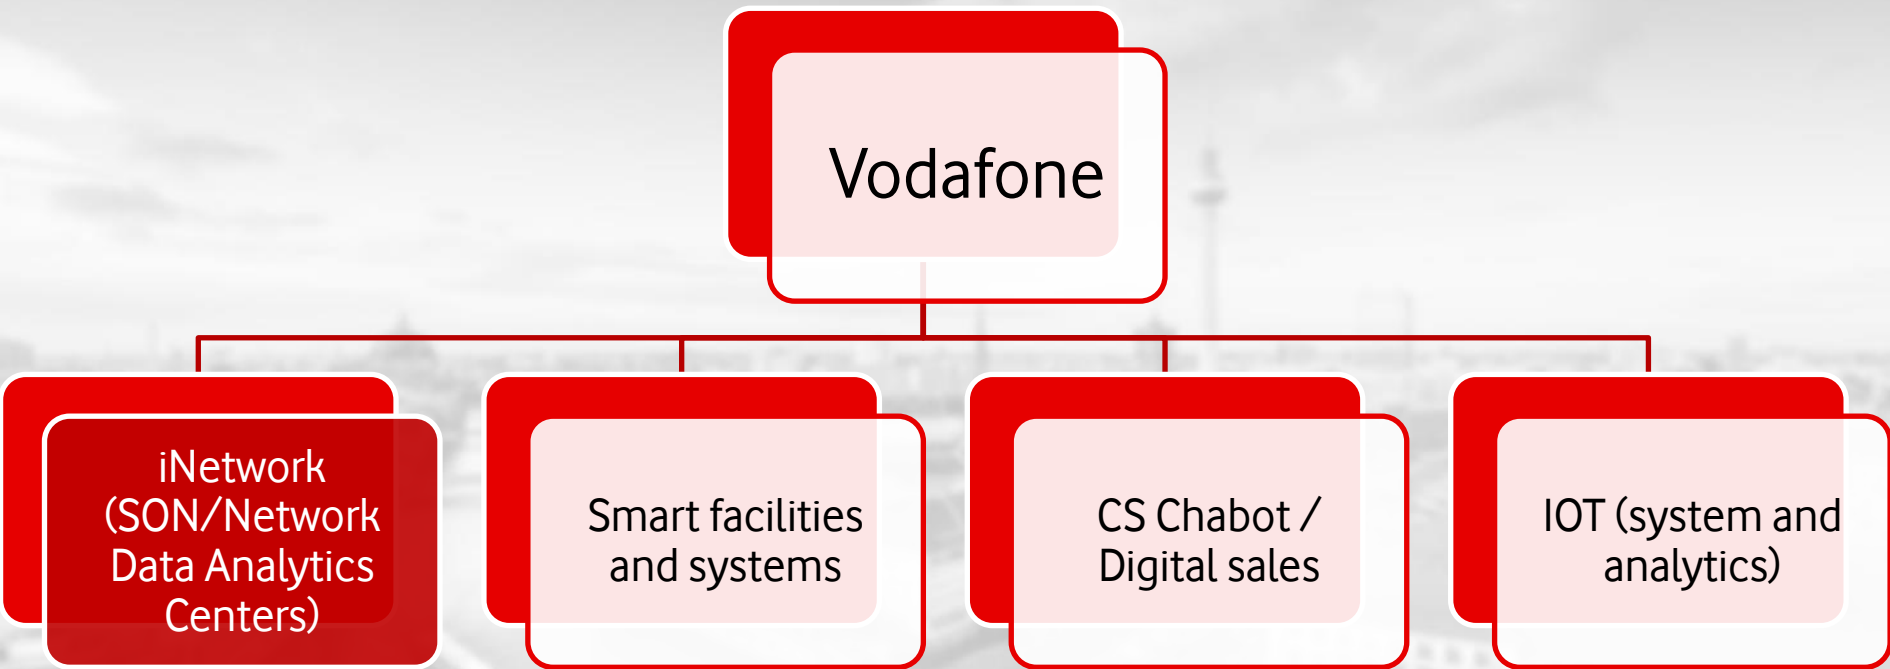 Vodafone
iNetwork
(SON/Network
Data Analytics
Centers)
Smart facilities
and systems
CS Chabot /
Digital sales
IOT (system and
analytics)